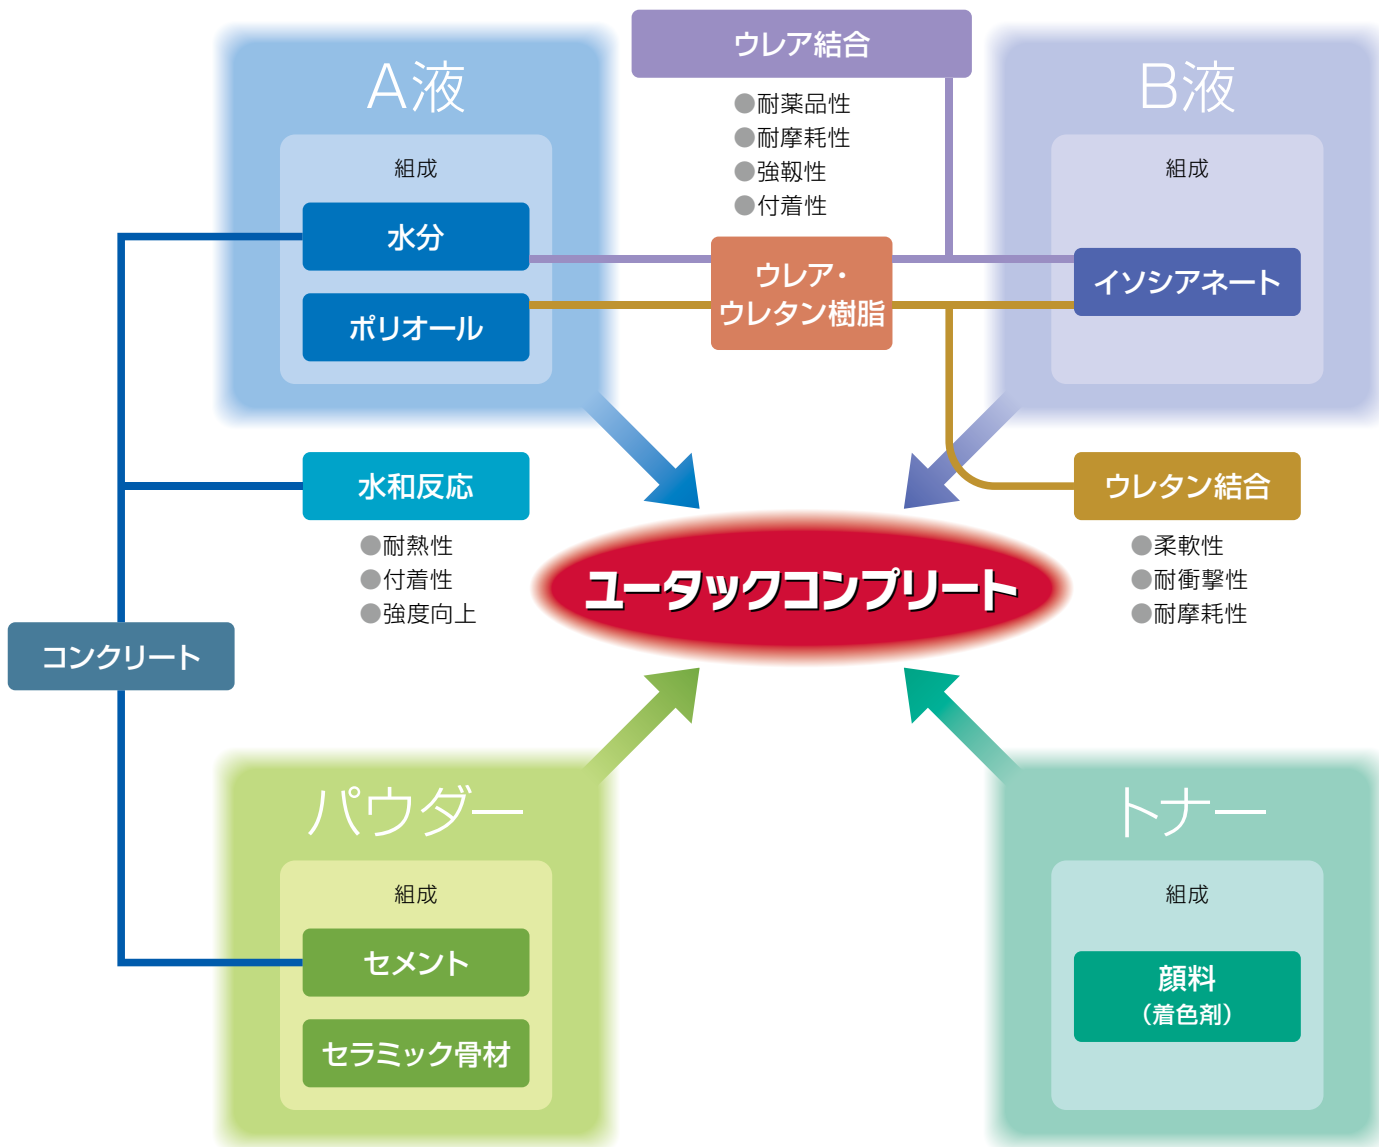 A液
組成
水分
ポリオール
ウレア結合
●耐薬品性
●耐摩耗性
●強靱性
●付着性
ウレア・
ウレタン樹脂
B液
組成
イソシアネート
水和反応
●耐熱性
●付着性
●強度向上
ウレタン結合
●柔軟性
●耐衝撃性
●耐摩耗性
ユータックコンプリート
コンクリート
パウダー
組成
セメント
セラミック骨材
トナー
組成
顔料
（着色剤）